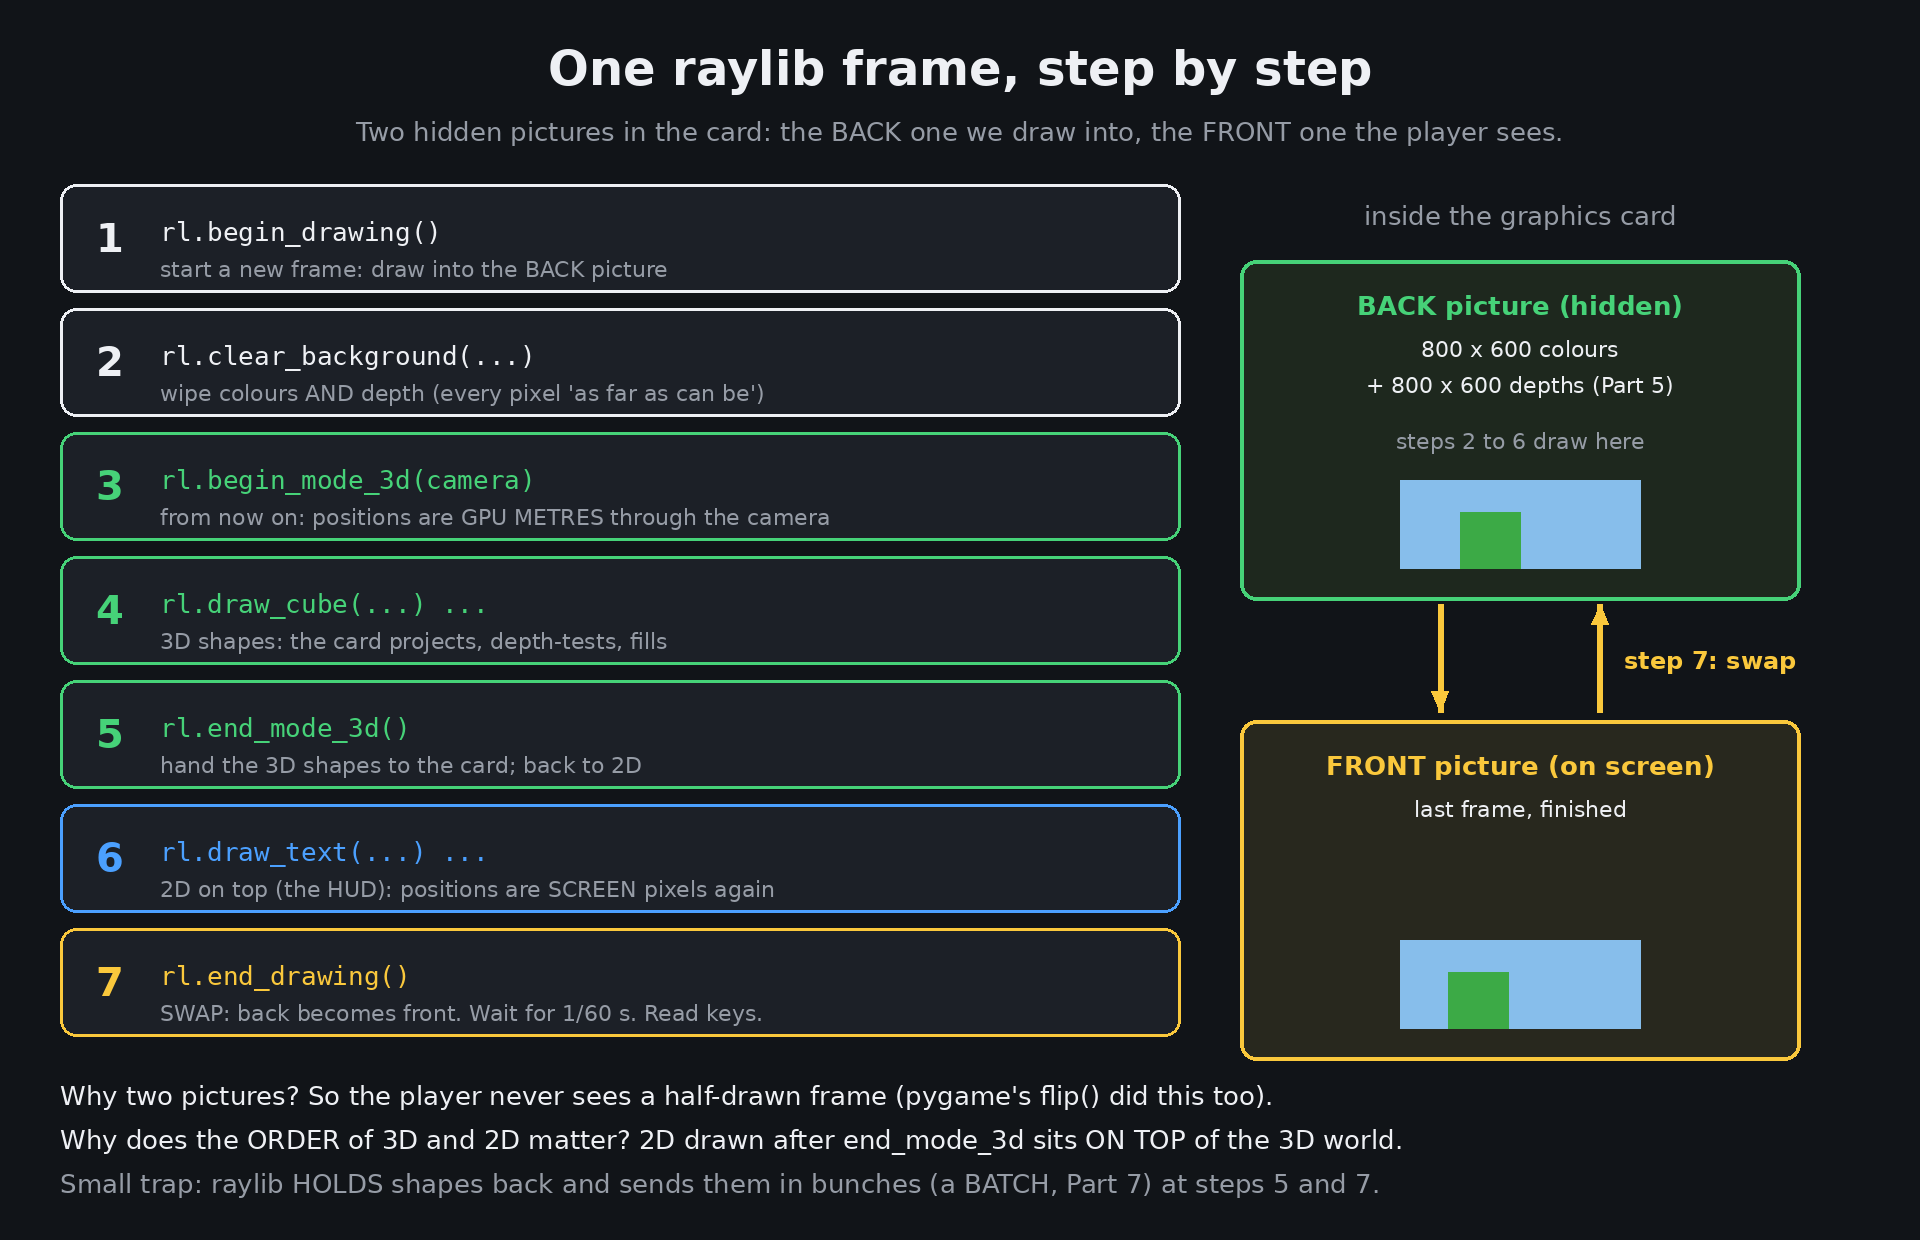 One raylib frame, step by step
Two hidden pictures in the card: the BACK one we draw into, the FRONT one the player sees.
1
rl.begin_drawing()
start a new frame: draw into the BACK picture
2
rl.clear_background(...)
wipe colours AND depth (every pixel 'as far as can be')
3
rl.begin_mode_3d(camera)
from now on: positions are GPU METRES through the camera
4
rl.draw_cube(...) ...
3D shapes: the card projects, depth-tests, fills
5
rl.end_mode_3d()
hand the 3D shapes to the card; back to 2D
6
rl.draw_text(...) ...
2D on top (the HUD): positions are SCREEN pixels again
7
rl.end_drawing()
SWAP: back becomes front. Wait for 1/60 s. Read keys.
inside the graphics card
BACK picture (hidden)
800 x 600 colours
+ 800 x 600 depths (Part 5)
steps 2 to 6 draw here
step 7: swap
FRONT picture (on screen)
last frame, finished
Why two pictures? So the player never sees a half-drawn frame (pygame's flip() did this too).
Why does the ORDER of 3D and 2D matter? 2D drawn after end_mode_3d sits ON TOP of the 3D world.
Small trap: raylib HOLDS shapes back and sends them in bunches (a BATCH, Part 7) at steps 5 and 7.